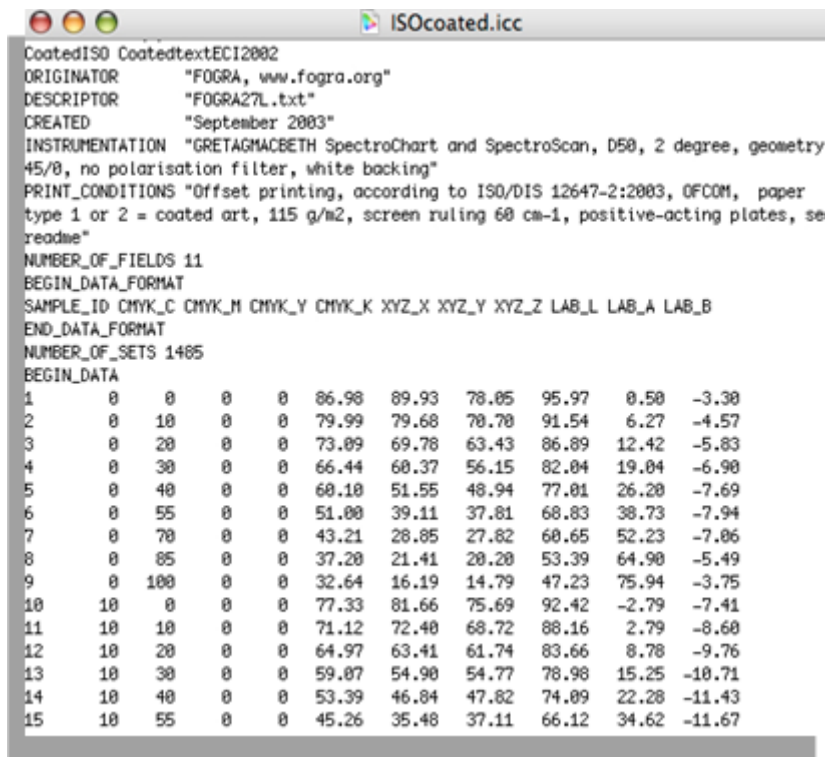 ISOcoated.icc
CoatedISO CoatedtextECI2002
ORIGINATOR "FOGRA, www.fogra.org"
DESCRIPTOR "FOGRA27L.txt"
CREATED "September 2003"
INSTRUMENTATION "GRETAGMACBETH SpectroChart and SpectroScan, D50, 2 degree, geometry
45/0, no polarisation filter, white backing"
PRINT_CONDITIONS "Offset printing, according to ISO/DIS 12647-2:2003, OFCOM, paper
type 1 or 2 = coated art, 115 g/m2, screen ruling 60 cm-1, positive-acting plates, see
readme"
NUMBER_OF_FIELDS 11
BEGIN_DATA_FORMAT
SAMPLE_ID CMYK_C CMYK_M CMYK_Y CMYK_K XYZ_X XYZ_Y XYZ_Z LAB_L LAB_A LAB_B
END_DATA_FORMAT
NUMBER_OF_SETS 1485
BEGIN_DATA
1 0 0 0 0 86.98 89.93 78.05 95.97 0.50 -3.30
2 0 10 0 0 79.99 79.68 70.70 91.54 6.27 -4.57
3 0 20 0 0 73.09 69.78 63.43 86.89 12.42 -5.83
4 0 30 0 0 66.44 60.37 56.15 82.04 19.04 -6.90
5 0 40 0 0 60.10 51.55 48.94 77.01 26.20 -7.69
6 0 55 0 0 51.00 39.11 37.81 68.83 38.73 -7.94
7 0 70 0 0 43.21 28.85 27.82 60.65 52.23 -7.06
8 0 85 0 0 37.20 21.41 20.20 53.39 64.90 -5.49
9 0 100 0 0 32.64 16.19 14.79 47.23 75.94 -3.75
10 10 0 0 0 77.33 81.66 75.69 92.42 -2.79 -7.41
11 10 10 0 0 71.12 72.40 68.72 88.16 2.79 -8.60
12 10 20 0 0 64.97 63.41 61.74 83.66 8.78 -9.76
13 10 30 0 0 59.07 54.90 54.77 78.98 15.25 -10.71
14 10 40 0 0 53.39 46.84 47.82 74.09 22.28 -11.43
15 10 55 0 0 45.26 35.48 37.11 66.12 34.62 -11.67